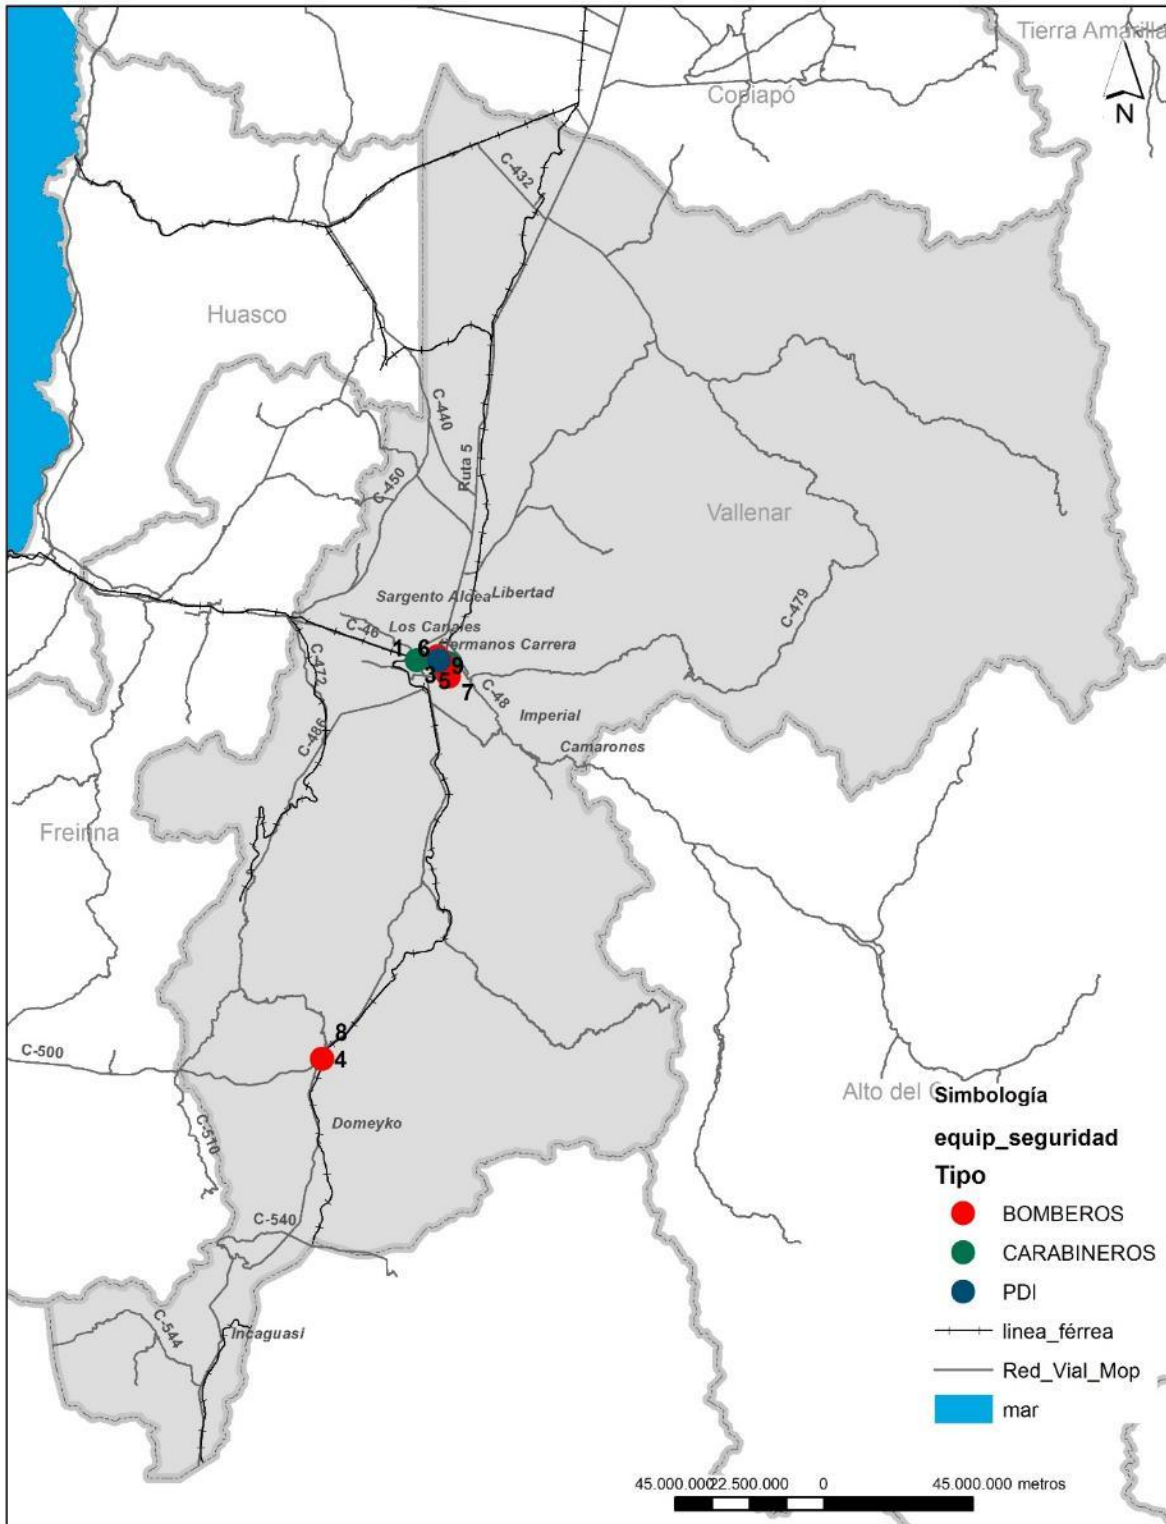 Tierra Amarilla
Copiapó
N
C-432
Huasco
C-440
Ruta 5
C-450
Vallenar
C-479
Sargento Aldea
Libertad
Los Canales
C-46
Hermanos Carrera
1
6
9
3
5
7
C-472
C-48
C-486
Imperial
Camarones
Freirina
8
4
C-500
Alto del C
Domeyko
C-510
C-540
C-544
Incaguasi
Simbología
equip_seguridad
Tipo
BOMBEROS
CARABINEROS
PDI
linea_férrea
Red_Vial_Mop
mar
45.000.000 22.500.000 0 45.000.000 metros